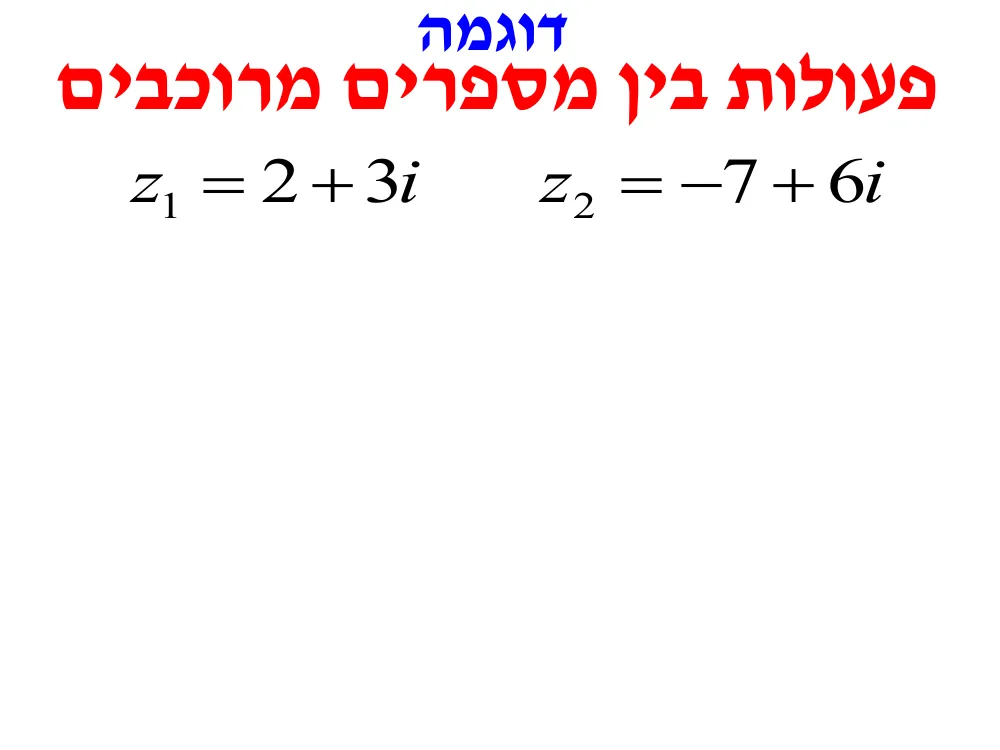 דוגמה
פעולות בין מספרים מרוכבים
z₁ = 2 + 3i z₂ = −7 + 6i